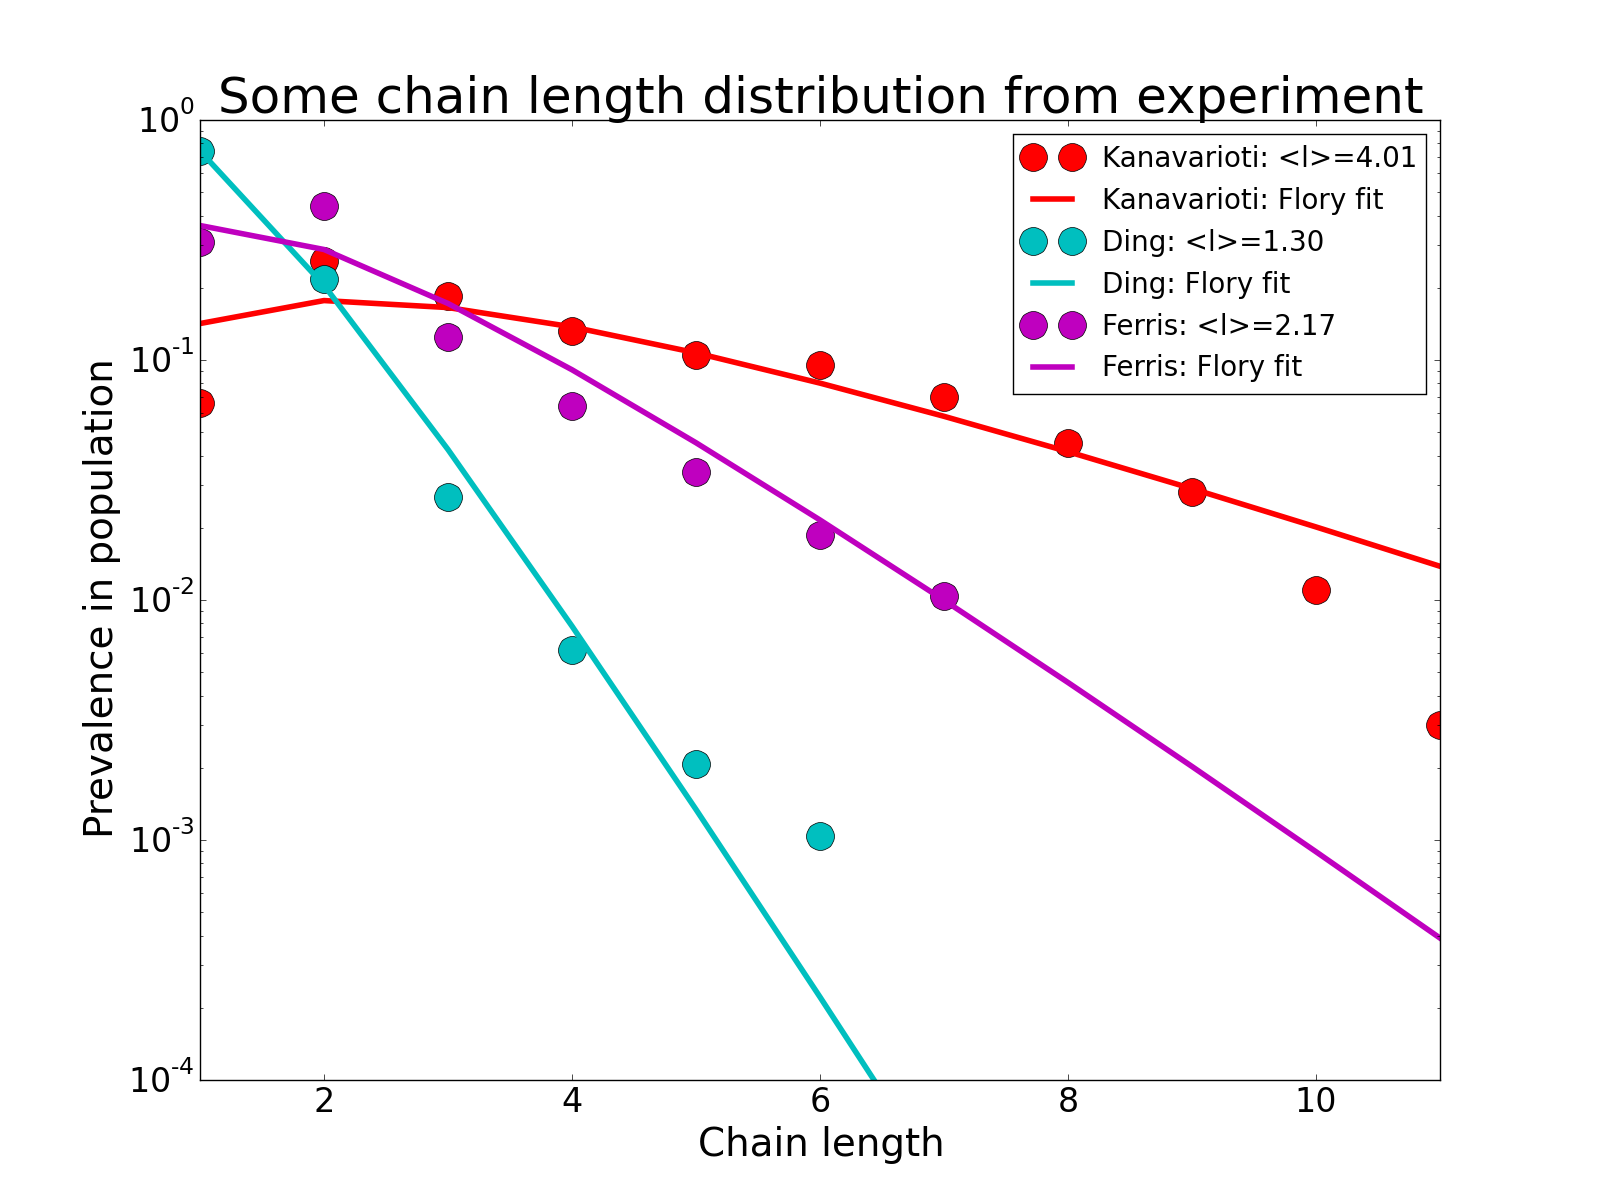 Some chain length distribution from experiment
10^0
10^-1
10^-2
10^-3
10^-4
Prevalence in population
Kanavarioti: <l>=4.01
Kanavarioti: Flory fit
Ding: <l>=1.30
Ding: Flory fit
Ferris: <l>=2.17
Ferris: Flory fit
2 4 6 8 10
Chain length